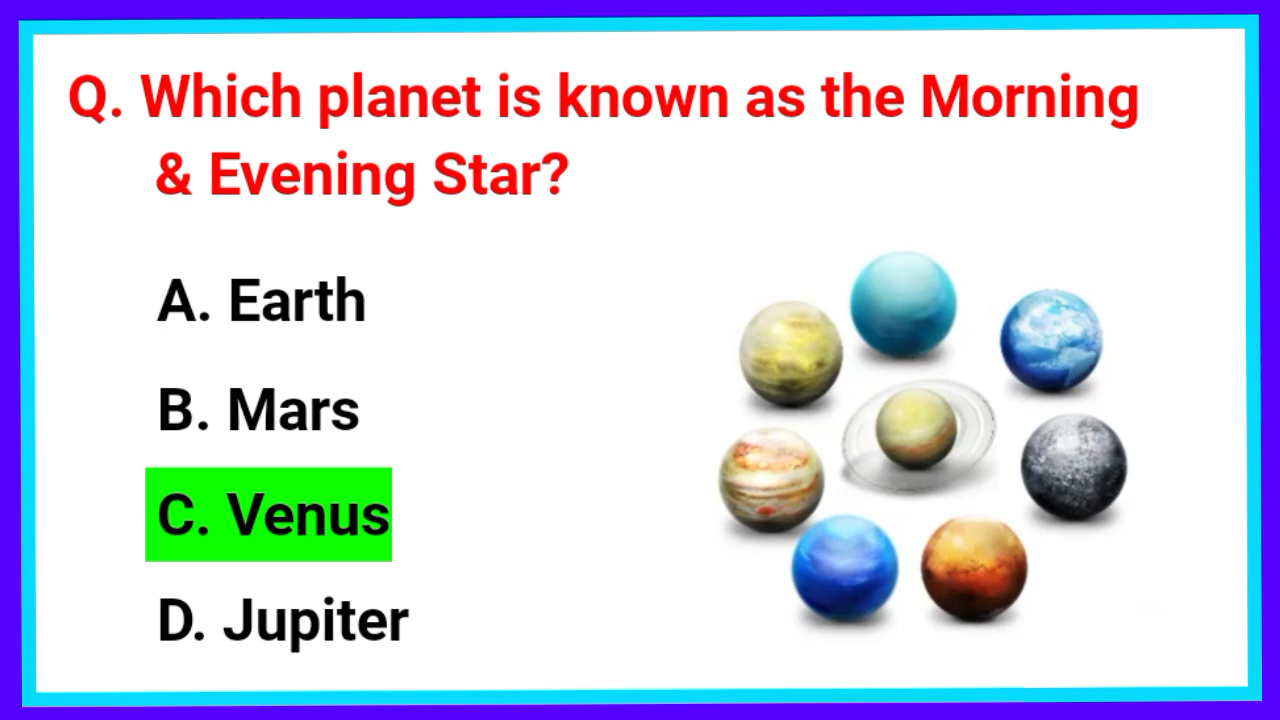 Q. Which planet is known as the Morning
& Evening Star?
A. Earth
B. Mars
C. Venus
D. Jupiter